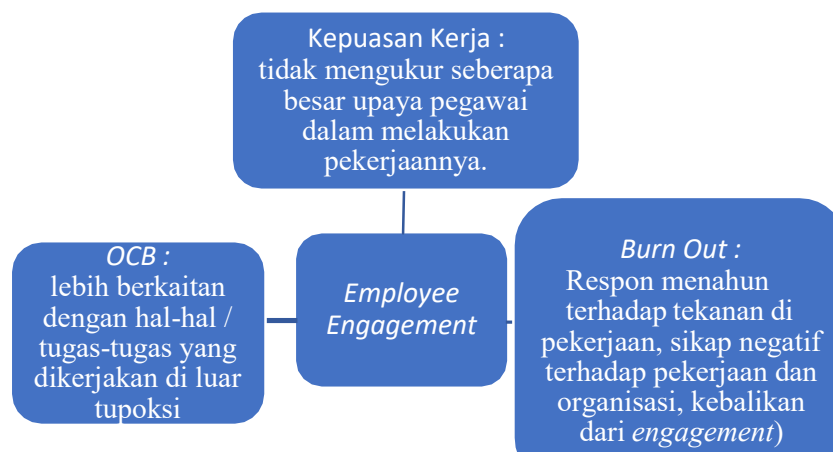 Kepuasan Kerja :
tidak mengukur seberapa
besar upaya pegawai
dalam melakukan
pekerjaannya.
OCB :
lebih berkaitan
dengan hal-hal /
tugas-tugas yang
dikerjakan di luar
tupoksi
Employee
Engagement
Burn Out :
Respon menahun
terhadap tekanan di
pekerjaan, sikap negatif
terhadap pekerjaan dan
organisasi, kebalikan
dari engagement)